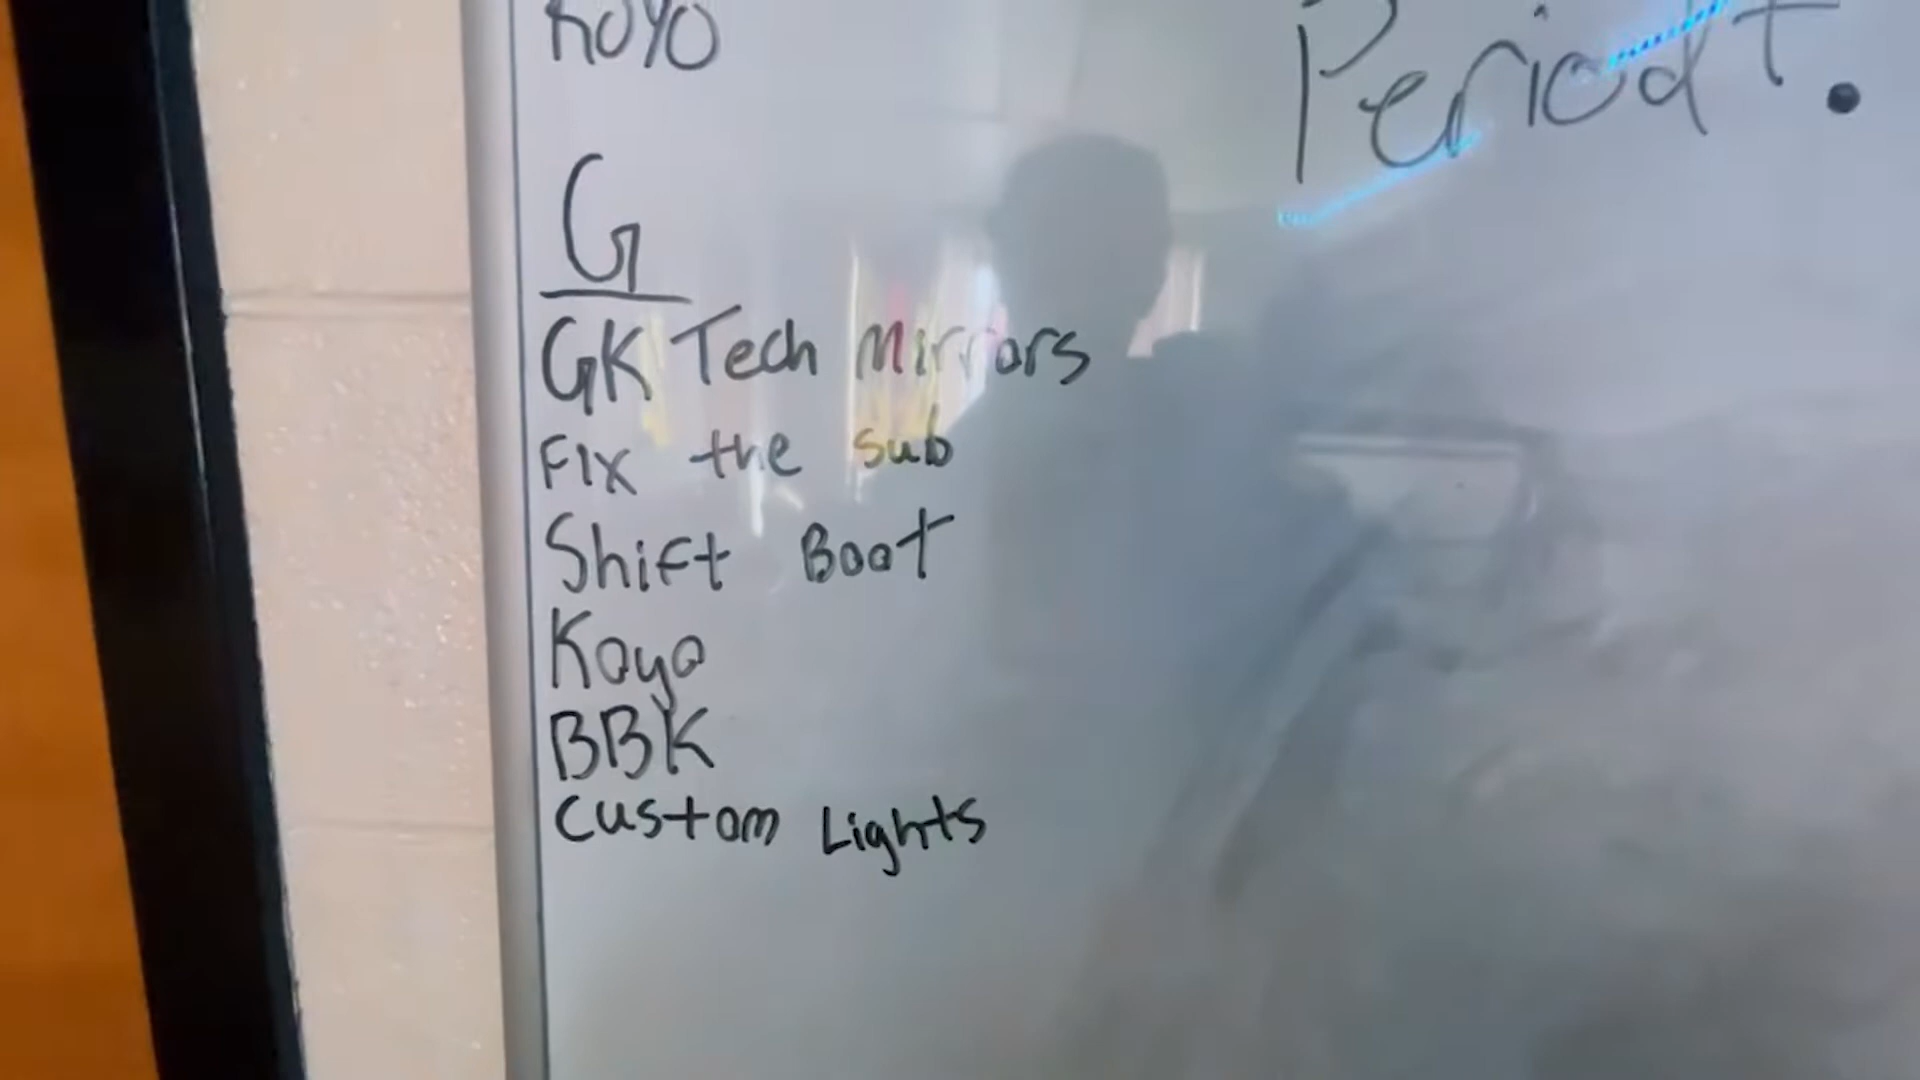 Koyo
Periodt.
G
GK Tech Mirrors
Fix the sub
Shift Boot
Koyo
BBK
Custom Lights